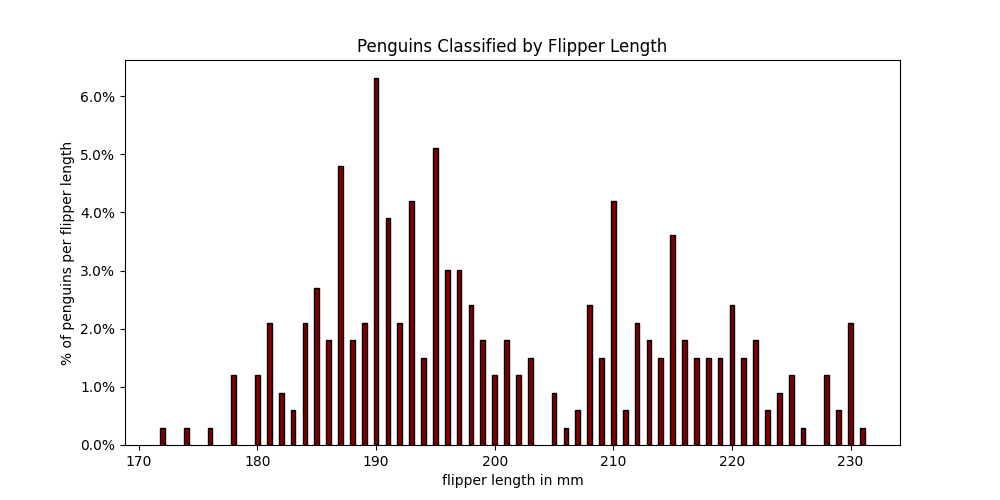 Penguins Classified by Flipper Length
% of penguins per flipper length
6.0%
5.0%
4.0%
3.0%
2.0%
1.0%
0.0%
170 180 190 200 210 220 230
flipper length in mm